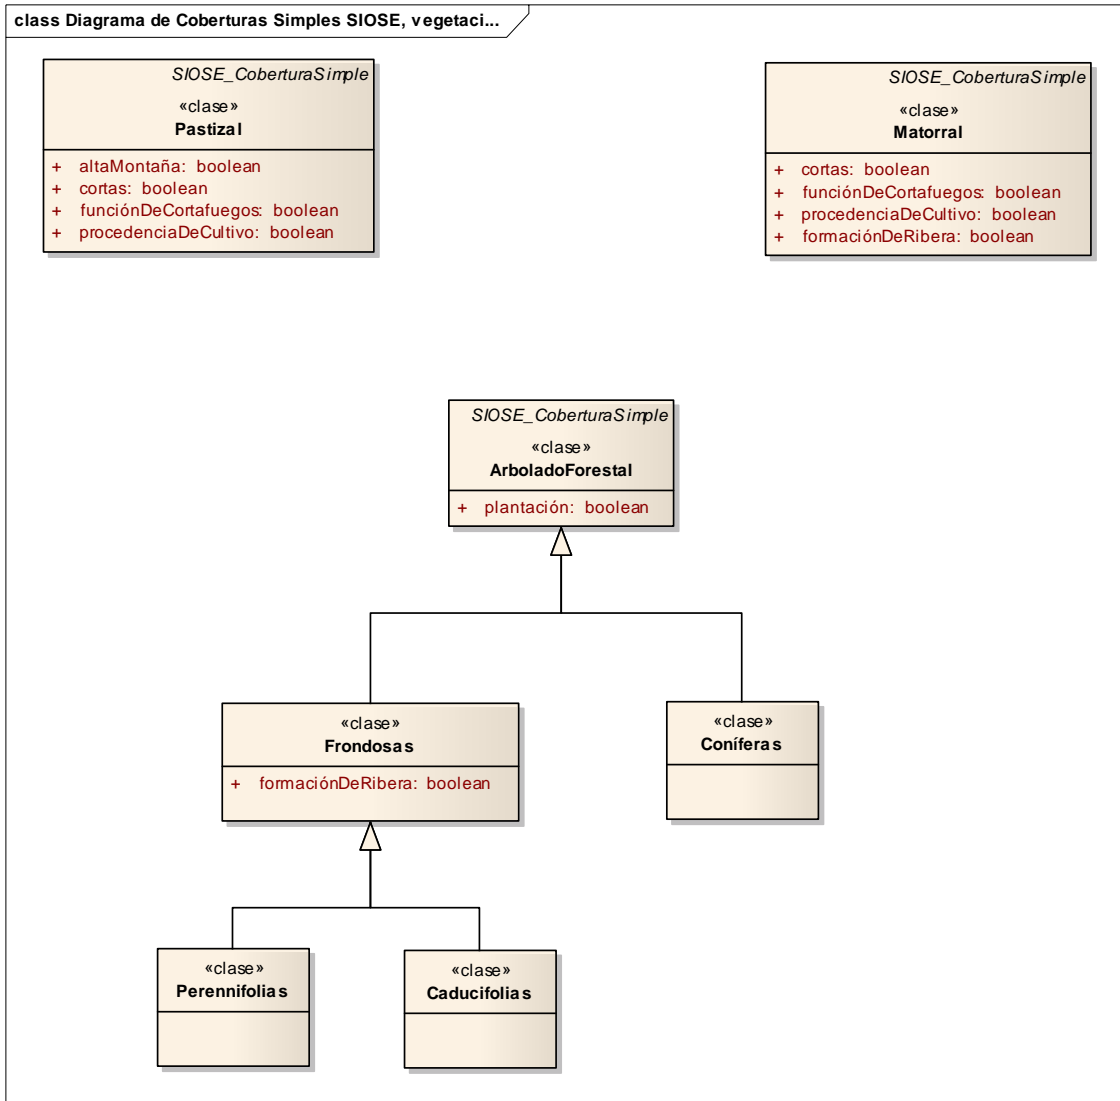 class Diagrama de Coberturas Simples SIOSE, vegetaci...
SIOSE_CoberturaSimple
«clase»
Pastizal
+ altaMontaña: boolean
+ cortas: boolean
+ funciónDeCortafuegos: boolean
+ procedenciaDeCultivo: boolean
SIOSE_CoberturaSimple
«clase»
Matorral
+ cortas: boolean
+ funciónDeCortafuegos: boolean
+ procedenciaDeCultivo: boolean
+ formaciónDeRibera: boolean
SIOSE_CoberturaSimple
«clase»
ArboladoForestal
+ plantación: boolean
«clase»
Frondosas
+ formaciónDeRibera: boolean
«clase»
Coníferas
«clase»
Perennifolias
«clase»
Caducifolias